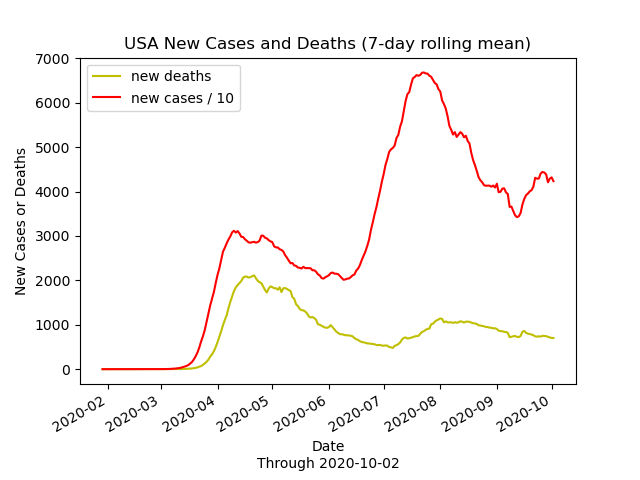 USA New Cases and Deaths (7-day rolling mean)
new deaths
new cases / 10
New Cases or Deaths
7000
6000
5000
4000
3000
2000
1000
0
2020-02
2020-03
2020-04
2020-05
2020-06
2020-07
2020-08
2020-09
2020-10
Date
Through 2020-10-02